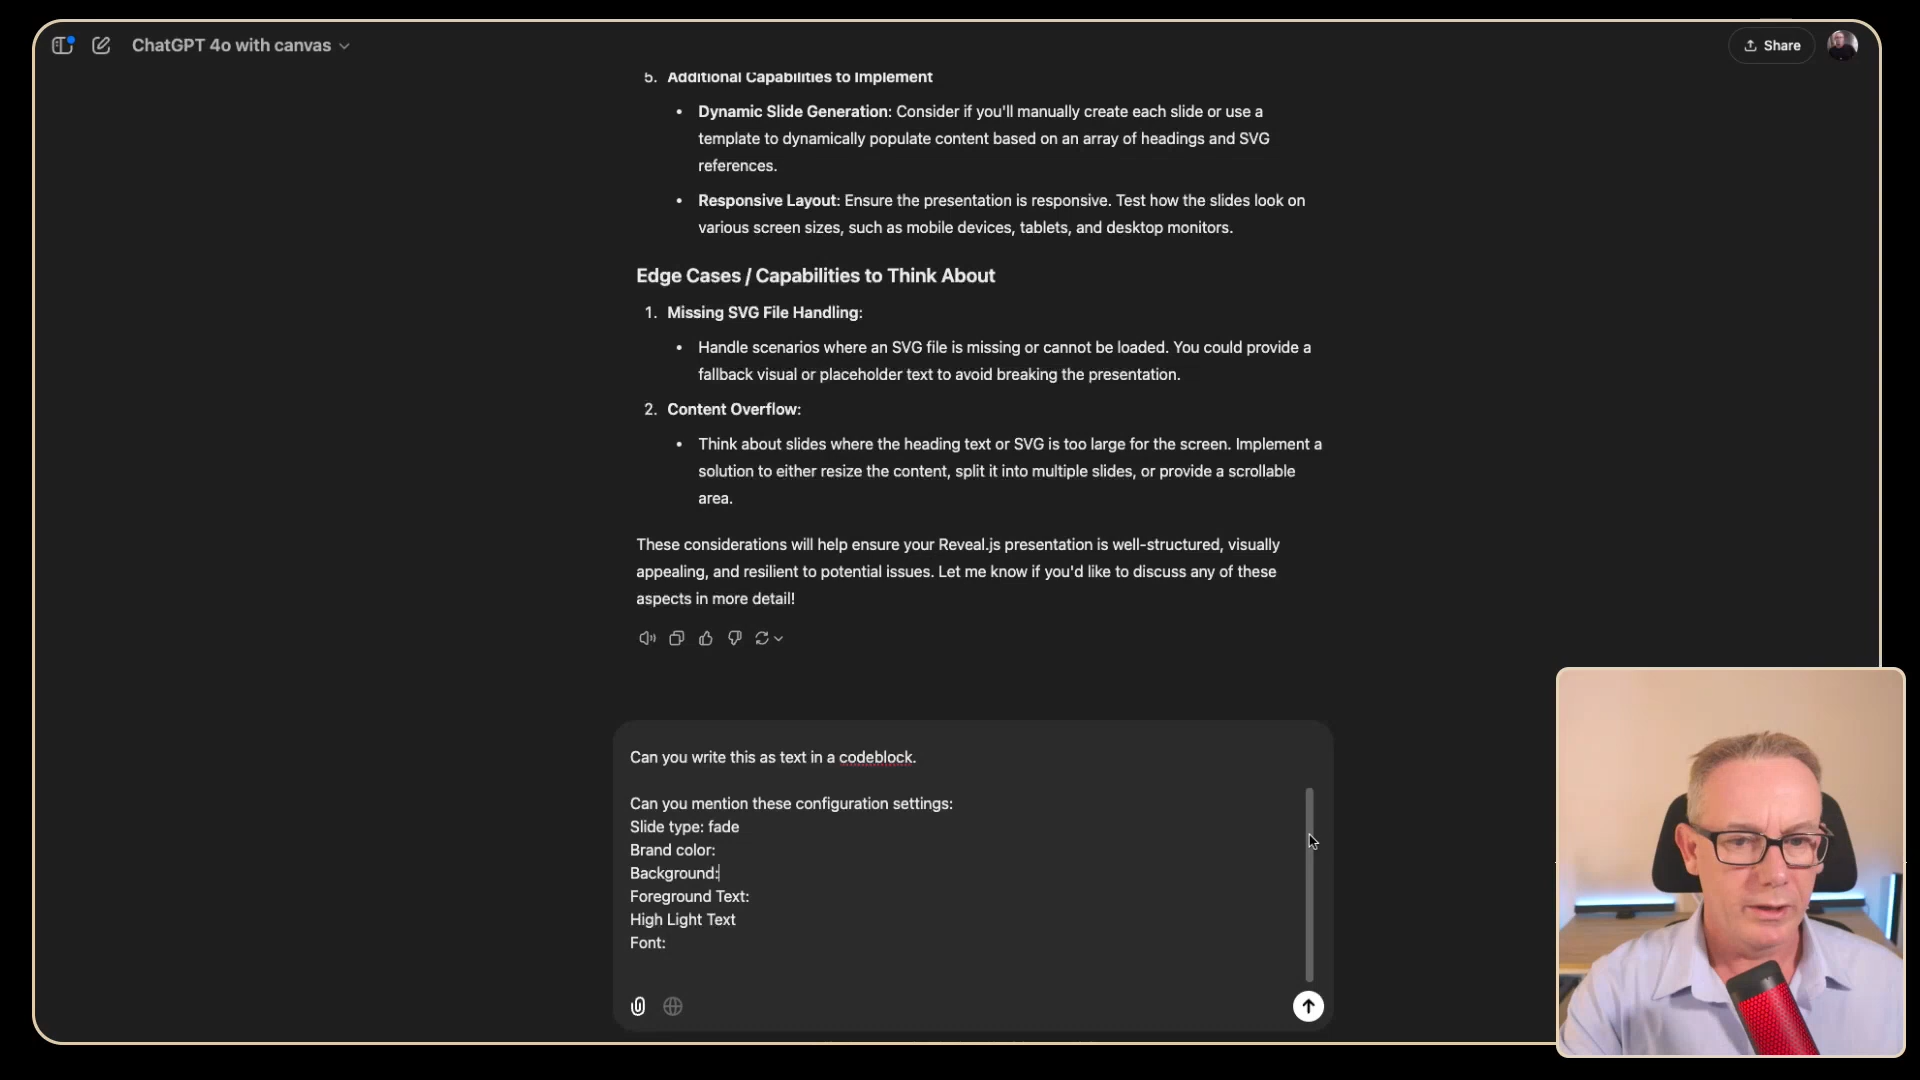 ChatGPT 4o with canvas
Share
5. Additional Capabilities to Implement
• Dynamic Slide Generation: Consider if you'll manually create each slide or use a
template to dynamically populate content based on an array of headings and SVG
references.
• Responsive Layout: Ensure the presentation is responsive. Test how the slides look on
various screen sizes, such as mobile devices, tablets, and desktop monitors.
Edge Cases / Capabilities to Think About
1. Missing SVG File Handling:
• Handle scenarios where an SVG file is missing or cannot be loaded. You could provide a
fallback visual or placeholder text to avoid breaking the presentation.
2. Content Overflow:
• Think about slides where the heading text or SVG is too large for the screen. Implement a
solution to either resize the content, split it into multiple slides, or provide a scrollable
area.
These considerations will help ensure your Reveal.js presentation is well-structured, visually
appealing, and resilient to potential issues. Let me know if you'd like to discuss any of these
aspects in more detail!
Can you write this as text in a codeblock.
Can you mention these configuration settings:
Slide type: fade
Brand color:
Background:
Foreground Text:
High Light Text
Font: